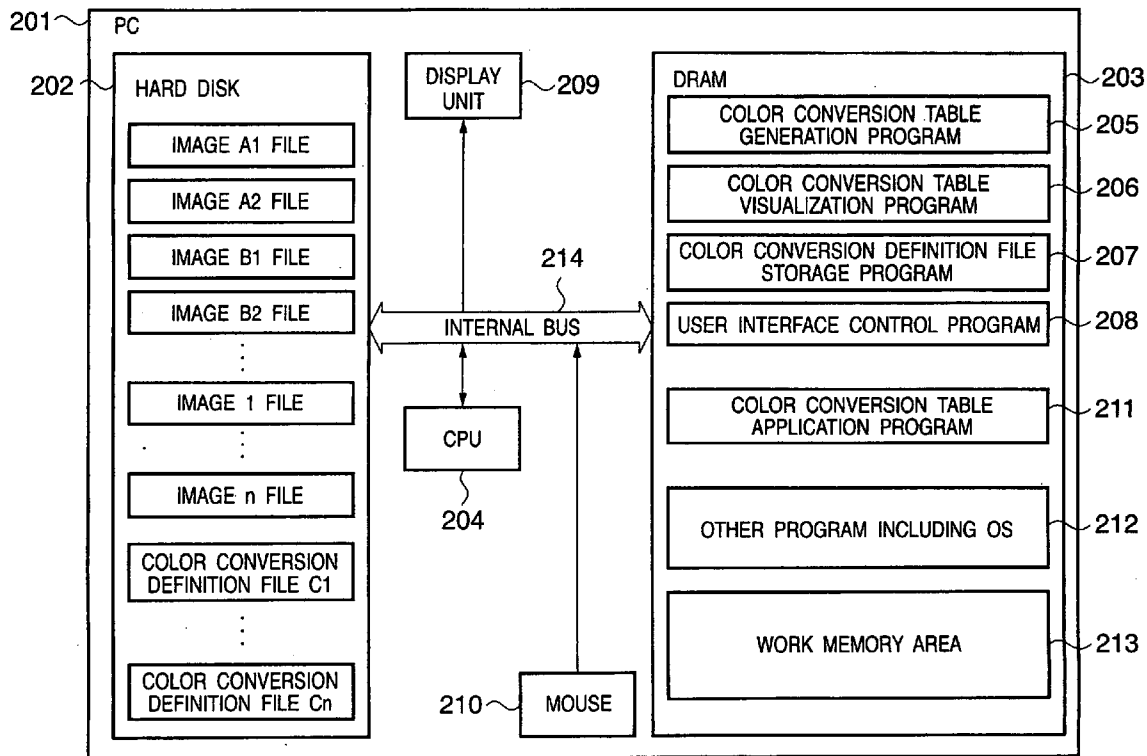 201
PC
202
HARD DISK
IMAGE A1 FILE
IMAGE A2 FILE
IMAGE B1 FILE
IMAGE B2 FILE
IMAGE 1 FILE
IMAGE n FILE
COLOR CONVERSION
DEFINITION FILE C1
COLOR CONVERSION
DEFINITION FILE Cn
DISPLAY
UNIT
209
214
INTERNAL BUS
CPU
204
210
MOUSE
203
DRAM
COLOR CONVERSION TABLE
GENERATION PROGRAM
205
COLOR CONVERSION TABLE
VISUALIZATION PROGRAM
206
COLOR CONVERSION DEFINITION FILE
STORAGE PROGRAM
207
USER INTERFACE CONTROL PROGRAM
208
COLOR CONVERSION TABLE
APPLICATION PROGRAM
211
OTHER PROGRAM INCLUDING OS
212
WORK MEMORY AREA
213